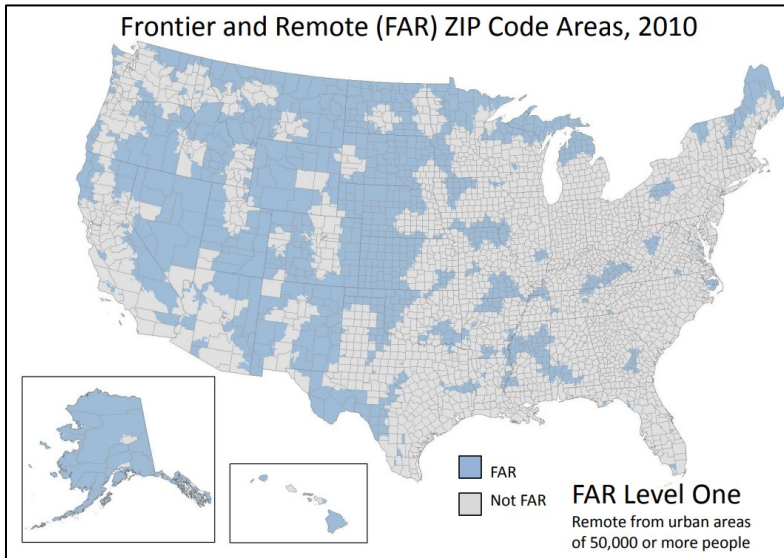 Frontier and Remote (FAR) ZIP Code Areas, 2010
FAR
Not FAR
FAR Level One
Remote from urban areas
of 50,000 or more people